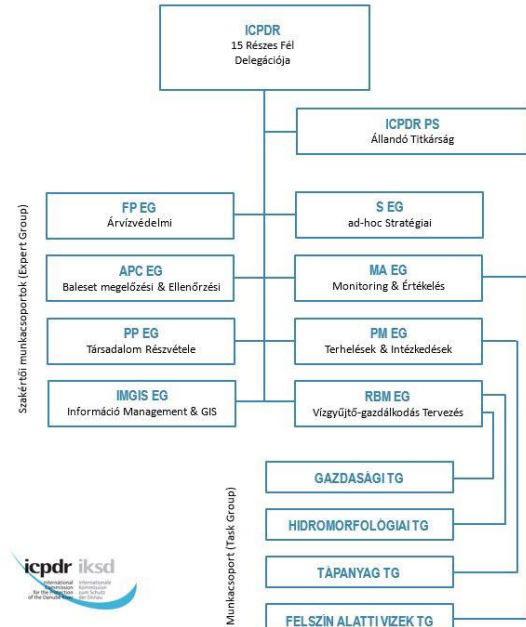 ICPDR
15 Részes Fél
Delegációja
ICPDR PS
Állandó Titkárság
Szakértői munkacsoportok (Expert Group)
FP EG
Árvízvédelmi
S EG
ad-hoc Stratégiai
APC EG
Baleset megelőzési & Ellenőrzési
MA EG
Monitoring & Értékelés
PP EG
Társadalom Részvétele
PM EG
Terhelések & Intézkedések
IMGIS EG
Információ Management & GIS
RBM EG
Vízgyűjtő-gazdálkodás Tervezés
Munkacsoport (Task Group)
GAZDASÁGI TG
HIDROMORFOLÓGIAI TG
TÁPANYAG TG
FELSZÍN ALATTI VIZEK TG
icpdr iksd
International
Commission
for the Protection
of the Danube River
Internationale
Kommission
zum Schutz
der Donau